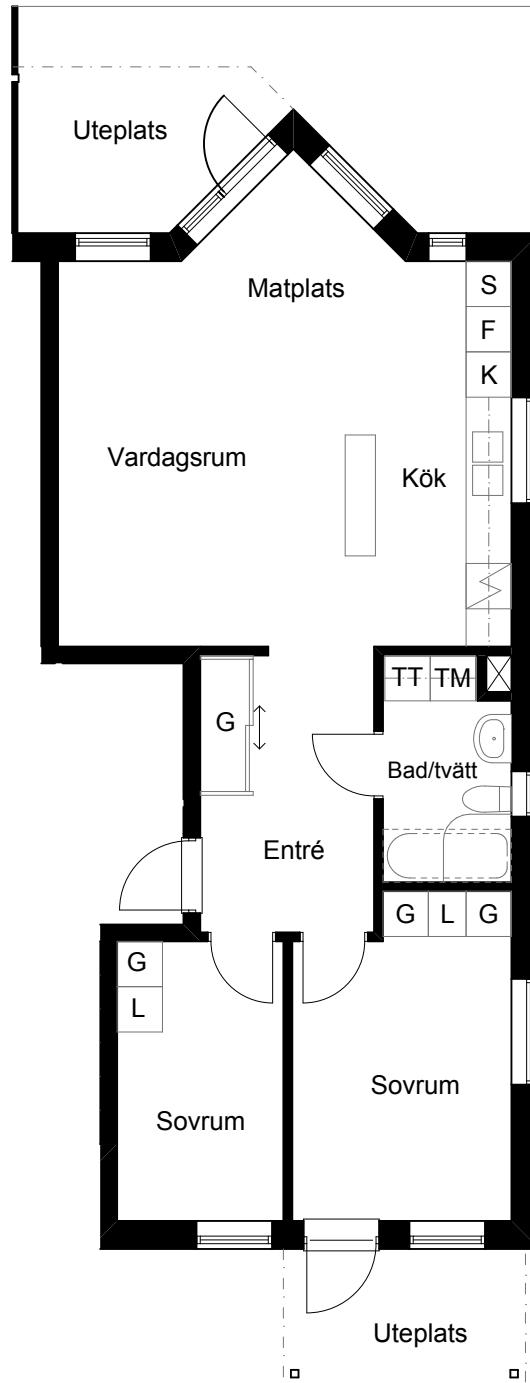 Uteplats
Matplats
S
F
K
Vardagsrum
Kök
TT TM
G
Bad/tvätt
Entré
G L G
G
L
Sovrum
Sovrum
Uteplats